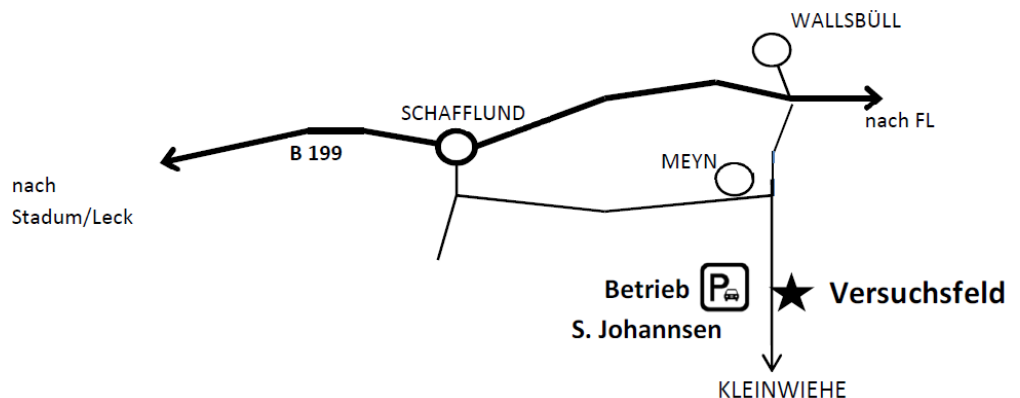 WALLSBÜLL
SCHAFFLUND
nach FL
B 199
MEYN
nach
Stadum/Leck
Betrieb P Versuchsfeld
S. Johannsen
KLEINWIEHE